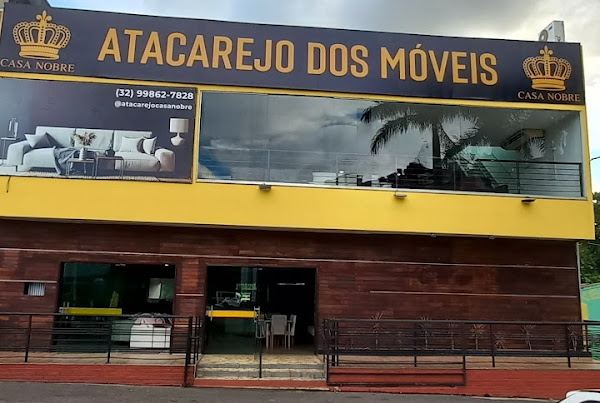 ATACAREJO DOS MÓVEIS
CASA NOBRE
CASA NOBRE
(32) 99862-7828
@atacarejocasanobre